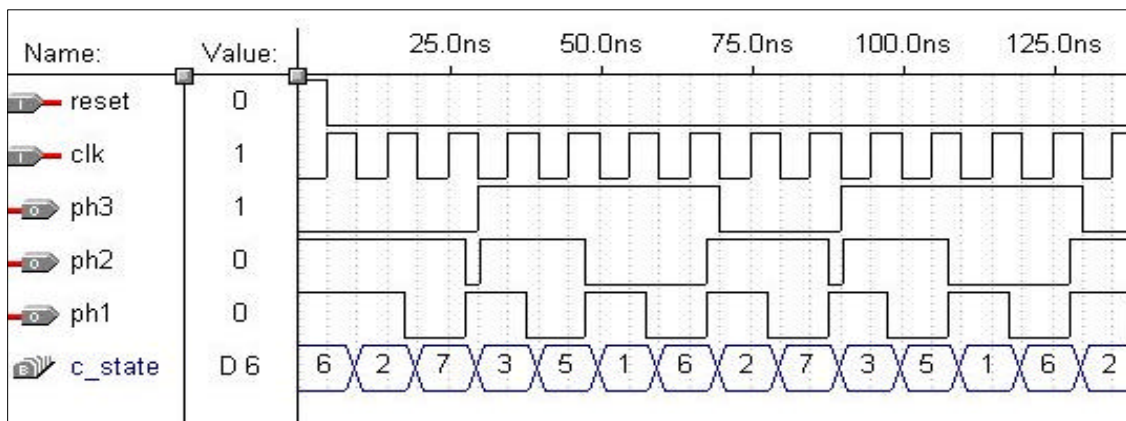 Name: Value: 25.0ns 50.0ns 75.0ns 100.0ns 125.0ns
I reset 0
I clk 1
O ph3 1
O ph2 0
O ph1 0
B c_state D 6 6 2 7 3 5 1 6 2 7 3 5 1 6 2